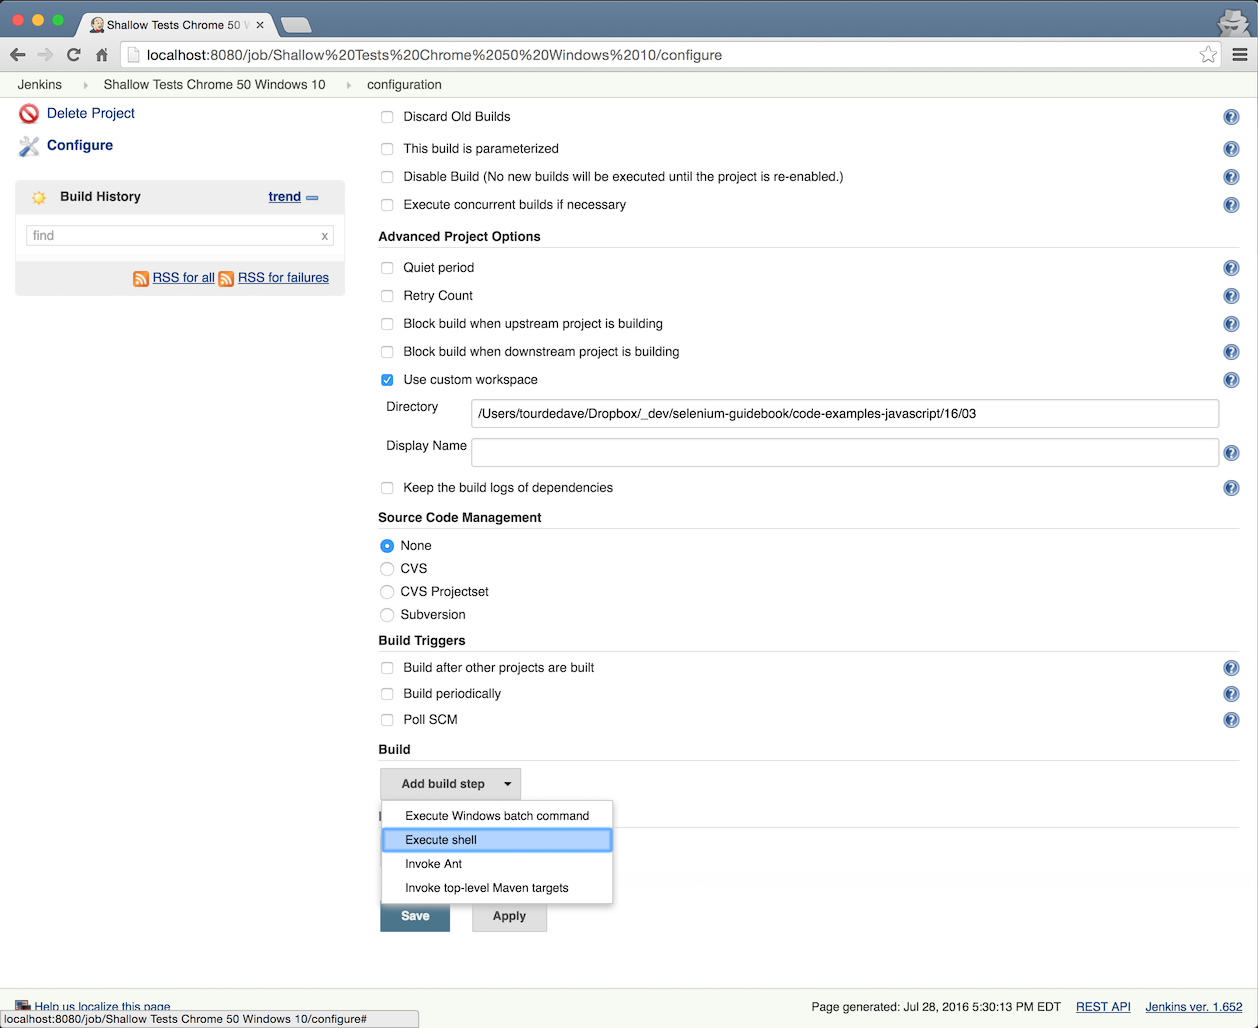 Shallow Tests Chrome 50 W
localhost:8080/job/Shallow%20Tests%20Chrome%2050%20Windows%2010/configure
Jenkins Shallow Tests Chrome 50 Windows 10 configuration
Delete Project
Configure
Build History trend
find x
RSS for all RSS for failures
Discard Old Builds
This build is parameterized
Disable Build (No new builds will be executed until the project is re-enabled.)
Execute concurrent builds if necessary
Advanced Project Options
Quiet period
Retry Count
Block build when upstream project is building
Block build when downstream project is building
Use custom workspace
Directory /Users/tourdedave/Dropbox/_dev/selenium-guidebook/code-examples-javascript/16/03
Display Name
Keep the build logs of dependencies
Source Code Management
None
CVS
CVS Projectset
Subversion
Build Triggers
Build after other projects are built
Build periodically
Poll SCM
Build
Add build step
Execute Windows batch command
Execute shell
Invoke Ant
Invoke top-level Maven targets
Save Apply
Help us localize this page
Page generated: Jul 28, 2016 5:30:13 PM EDT REST API Jenkins ver. 1.652
localhost:8080/job/Shallow Tests Chrome 50 Windows 10/configure#